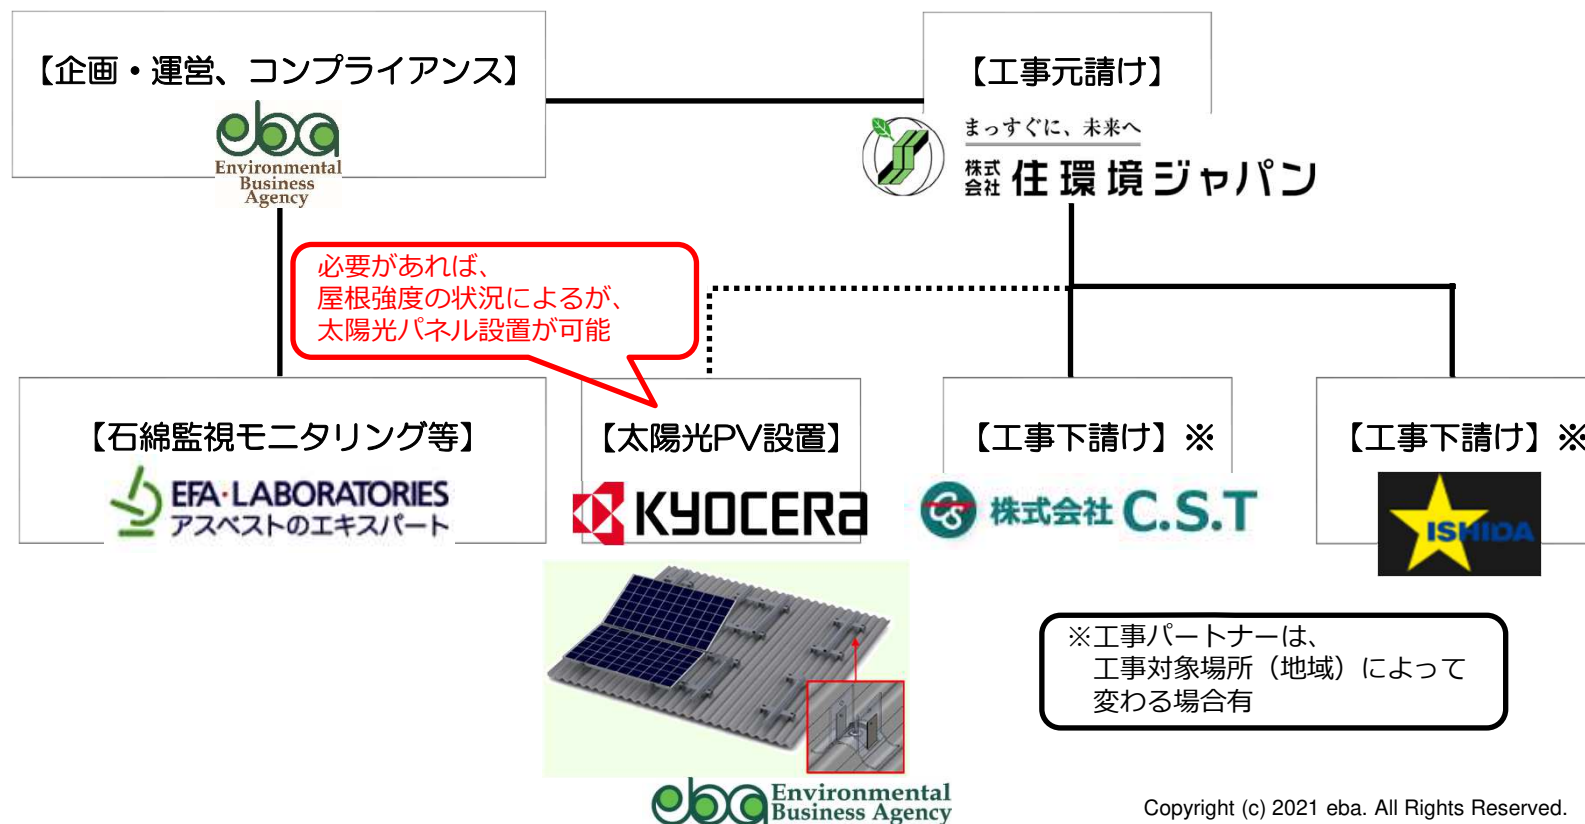 【企画・運営、コンプライアンス】
eba
Environmental
Business
Agency
【工事元請け】
まっすぐに、未来へ
株式会社 住環境ジャパン
必要があれば、
屋根強度の状況によるが、
太陽光パネル設置が可能
【石綿監視モニタリング等】
EFA・LABORATORIES
アスベストのエキスパート
【太陽光PV設置】
KYOCERA
【工事下請け】※
CS
株式会社 C.S.T
【工事下請け】※
ISHIDA
※工事パートナーは、
工事対象場所（地域）によって
変わる場合有
eba Environmental
Business Agency
Copyright (c) 2021 eba. All Rights Reserved.